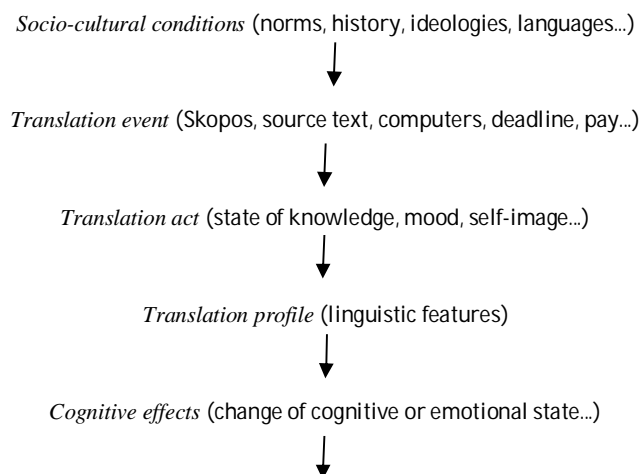 Socio-cultural conditions (norms, history, ideologies, languages...)
Translation event (Skopos, source text, computers, deadline, pay...)
Translation act (state of knowledge, mood, self-image...)
Translation profile (linguistic features)
Cognitive effects (change of cognitive or emotional state...)